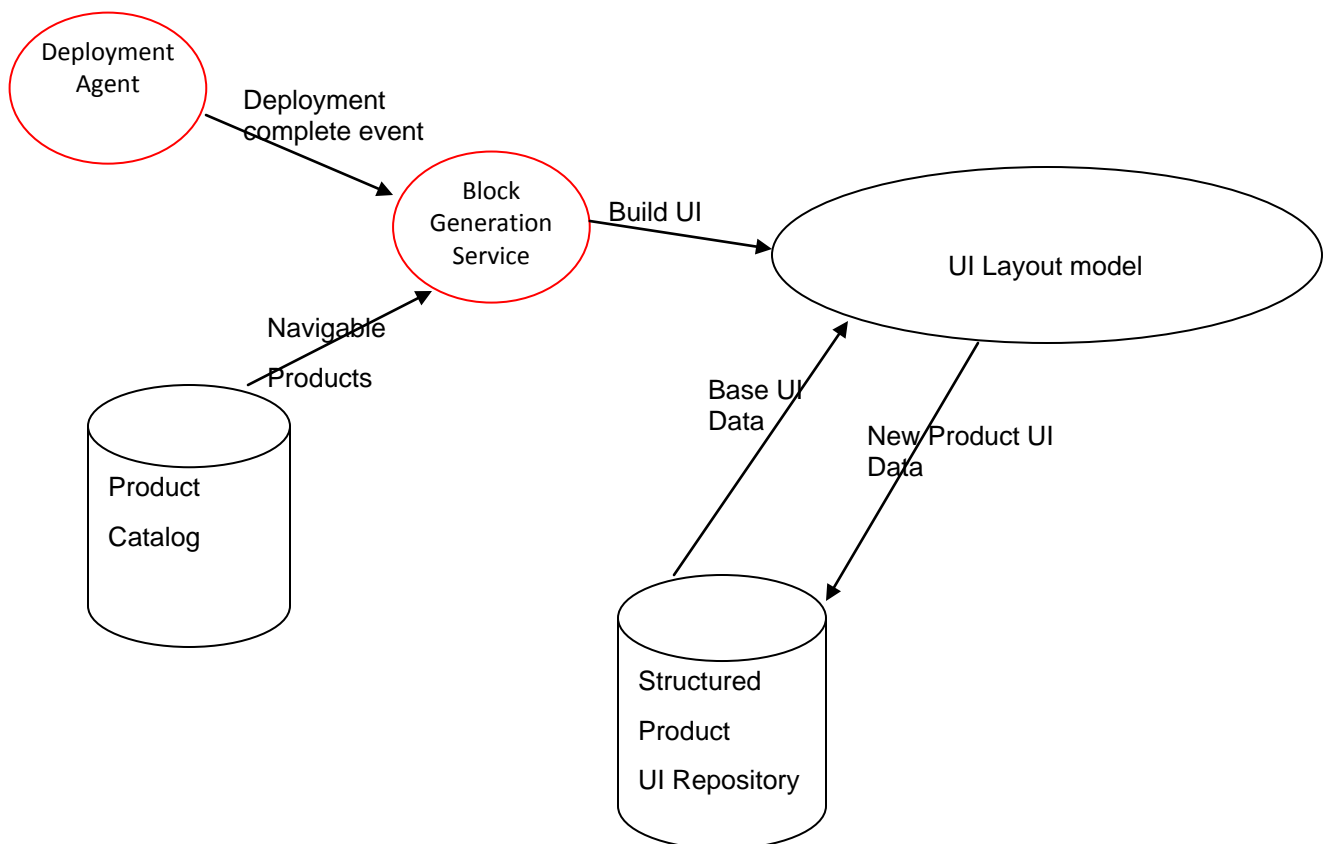 Deployment
Agent
Deployment
complete event
Block
Generation
Service
Build UI
UI Layout model
Navigable
Products
Base UI
Data
New Product UI
Data
Product
Catalog
Structured
Product
UI Repository